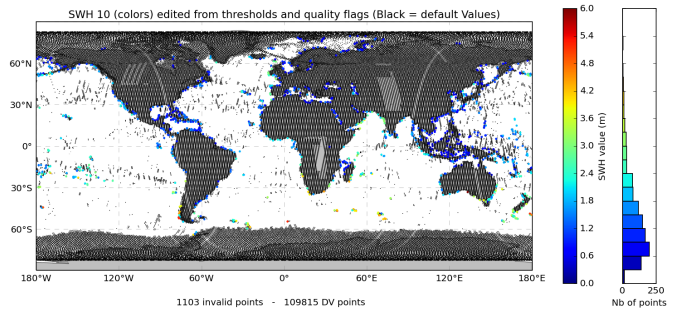 SWH 10 (colors) edited from thresholds and quality flags (Black = default Values)
60°N
30°N
0°
30°S
60°S
180°W
120°W
60°W
0°
60°E
120°E
180°E
1103 invalid points - 109815 DV points
6.0
5.4
4.8
4.2
3.6
3.0
2.4
1.8
1.2
0.6
0.0
SWH value (m)
0
250
Nb of points